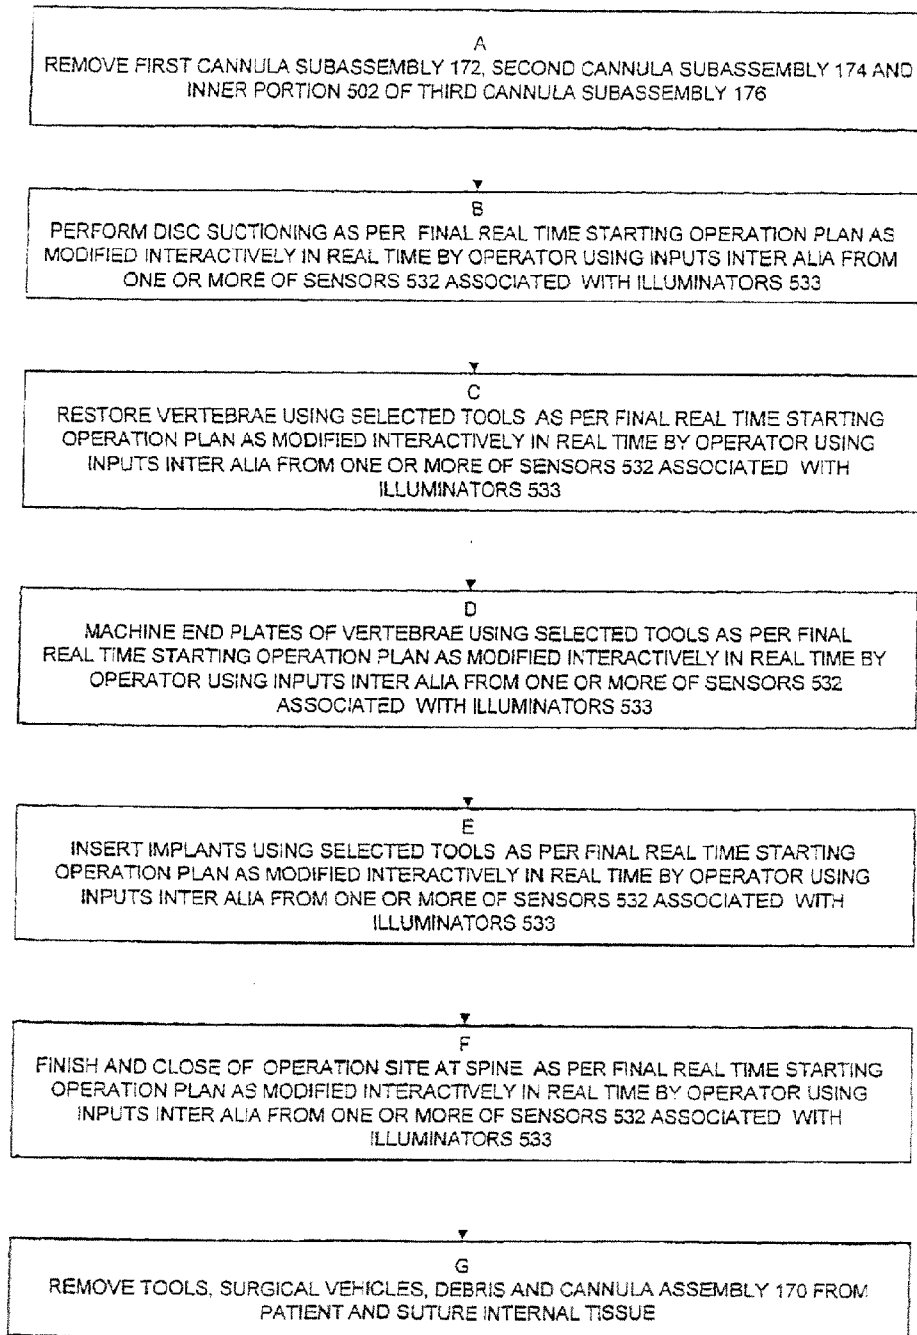 A
REMOVE FIRST CANNULA SUBASSEMBLY 172, SECOND CANNULA SUBASSEMBLY 174 AND
INNER PORTION 502 OF THIRD CANNULA SUBASSEMBLY 176
B
PERFORM DISC SUCTIONING AS PER FINAL REAL TIME STARTING OPERATION PLAN AS
MODIFIED INTERACTIVELY IN REAL TIME BY OPERATOR USING INPUTS INTER ALIA FROM
ONE OR MORE OF SENSORS 532 ASSOCIATED WITH ILLUMINATORS 533
C
RESTORE VERTEBRAE USING SELECTED TOOLS AS PER FINAL REAL TIME STARTING
OPERATION PLAN AS MODIFIED INTERACTIVELY IN REAL TIME BY OPERATOR USING
INPUTS INTER ALIA FROM ONE OR MORE OF SENSORS 532 ASSOCIATED WITH
ILLUMINATORS 533
D
MACHINE END PLATES OF VERTEBRAE USING SELECTED TOOLS AS PER FINAL
REAL TIME STARTING OPERATION PLAN AS MODIFIED INTERACTIVELY IN REAL TIME BY
OPERATOR USING INPUTS INTER ALIA FROM ONE OR MORE OF SENSORS 532
ASSOCIATED WITH ILLUMINATORS 533
E
INSERT IMPLANTS USING SELECTED TOOLS AS PER FINAL REAL TIME STARTING
OPERATION PLAN AS MODIFIED INTERACTIVELY IN REAL TIME BY OPERATOR USING
INPUTS INTER ALIA FROM ONE OR MORE OF SENSORS 532 ASSOCIATED WITH
ILLUMINATORS 533
F
FINISH AND CLOSE OF OPERATION SITE AT SPINE AS PER FINAL REAL TIME STARTING
OPERATION PLAN AS MODIFIED INTERACTIVELY IN REAL TIME BY OPERATOR USING
INPUTS INTER ALIA FROM ONE OR MORE OF SENSORS 532 ASSOCIATED WITH
ILLUMINATORS 533
G
REMOVE TOOLS, SURGICAL VEHICLES, DEBRIS AND CANNULA ASSEMBLY 170 FROM
PATIENT AND SUTURE INTERNAL TISSUE